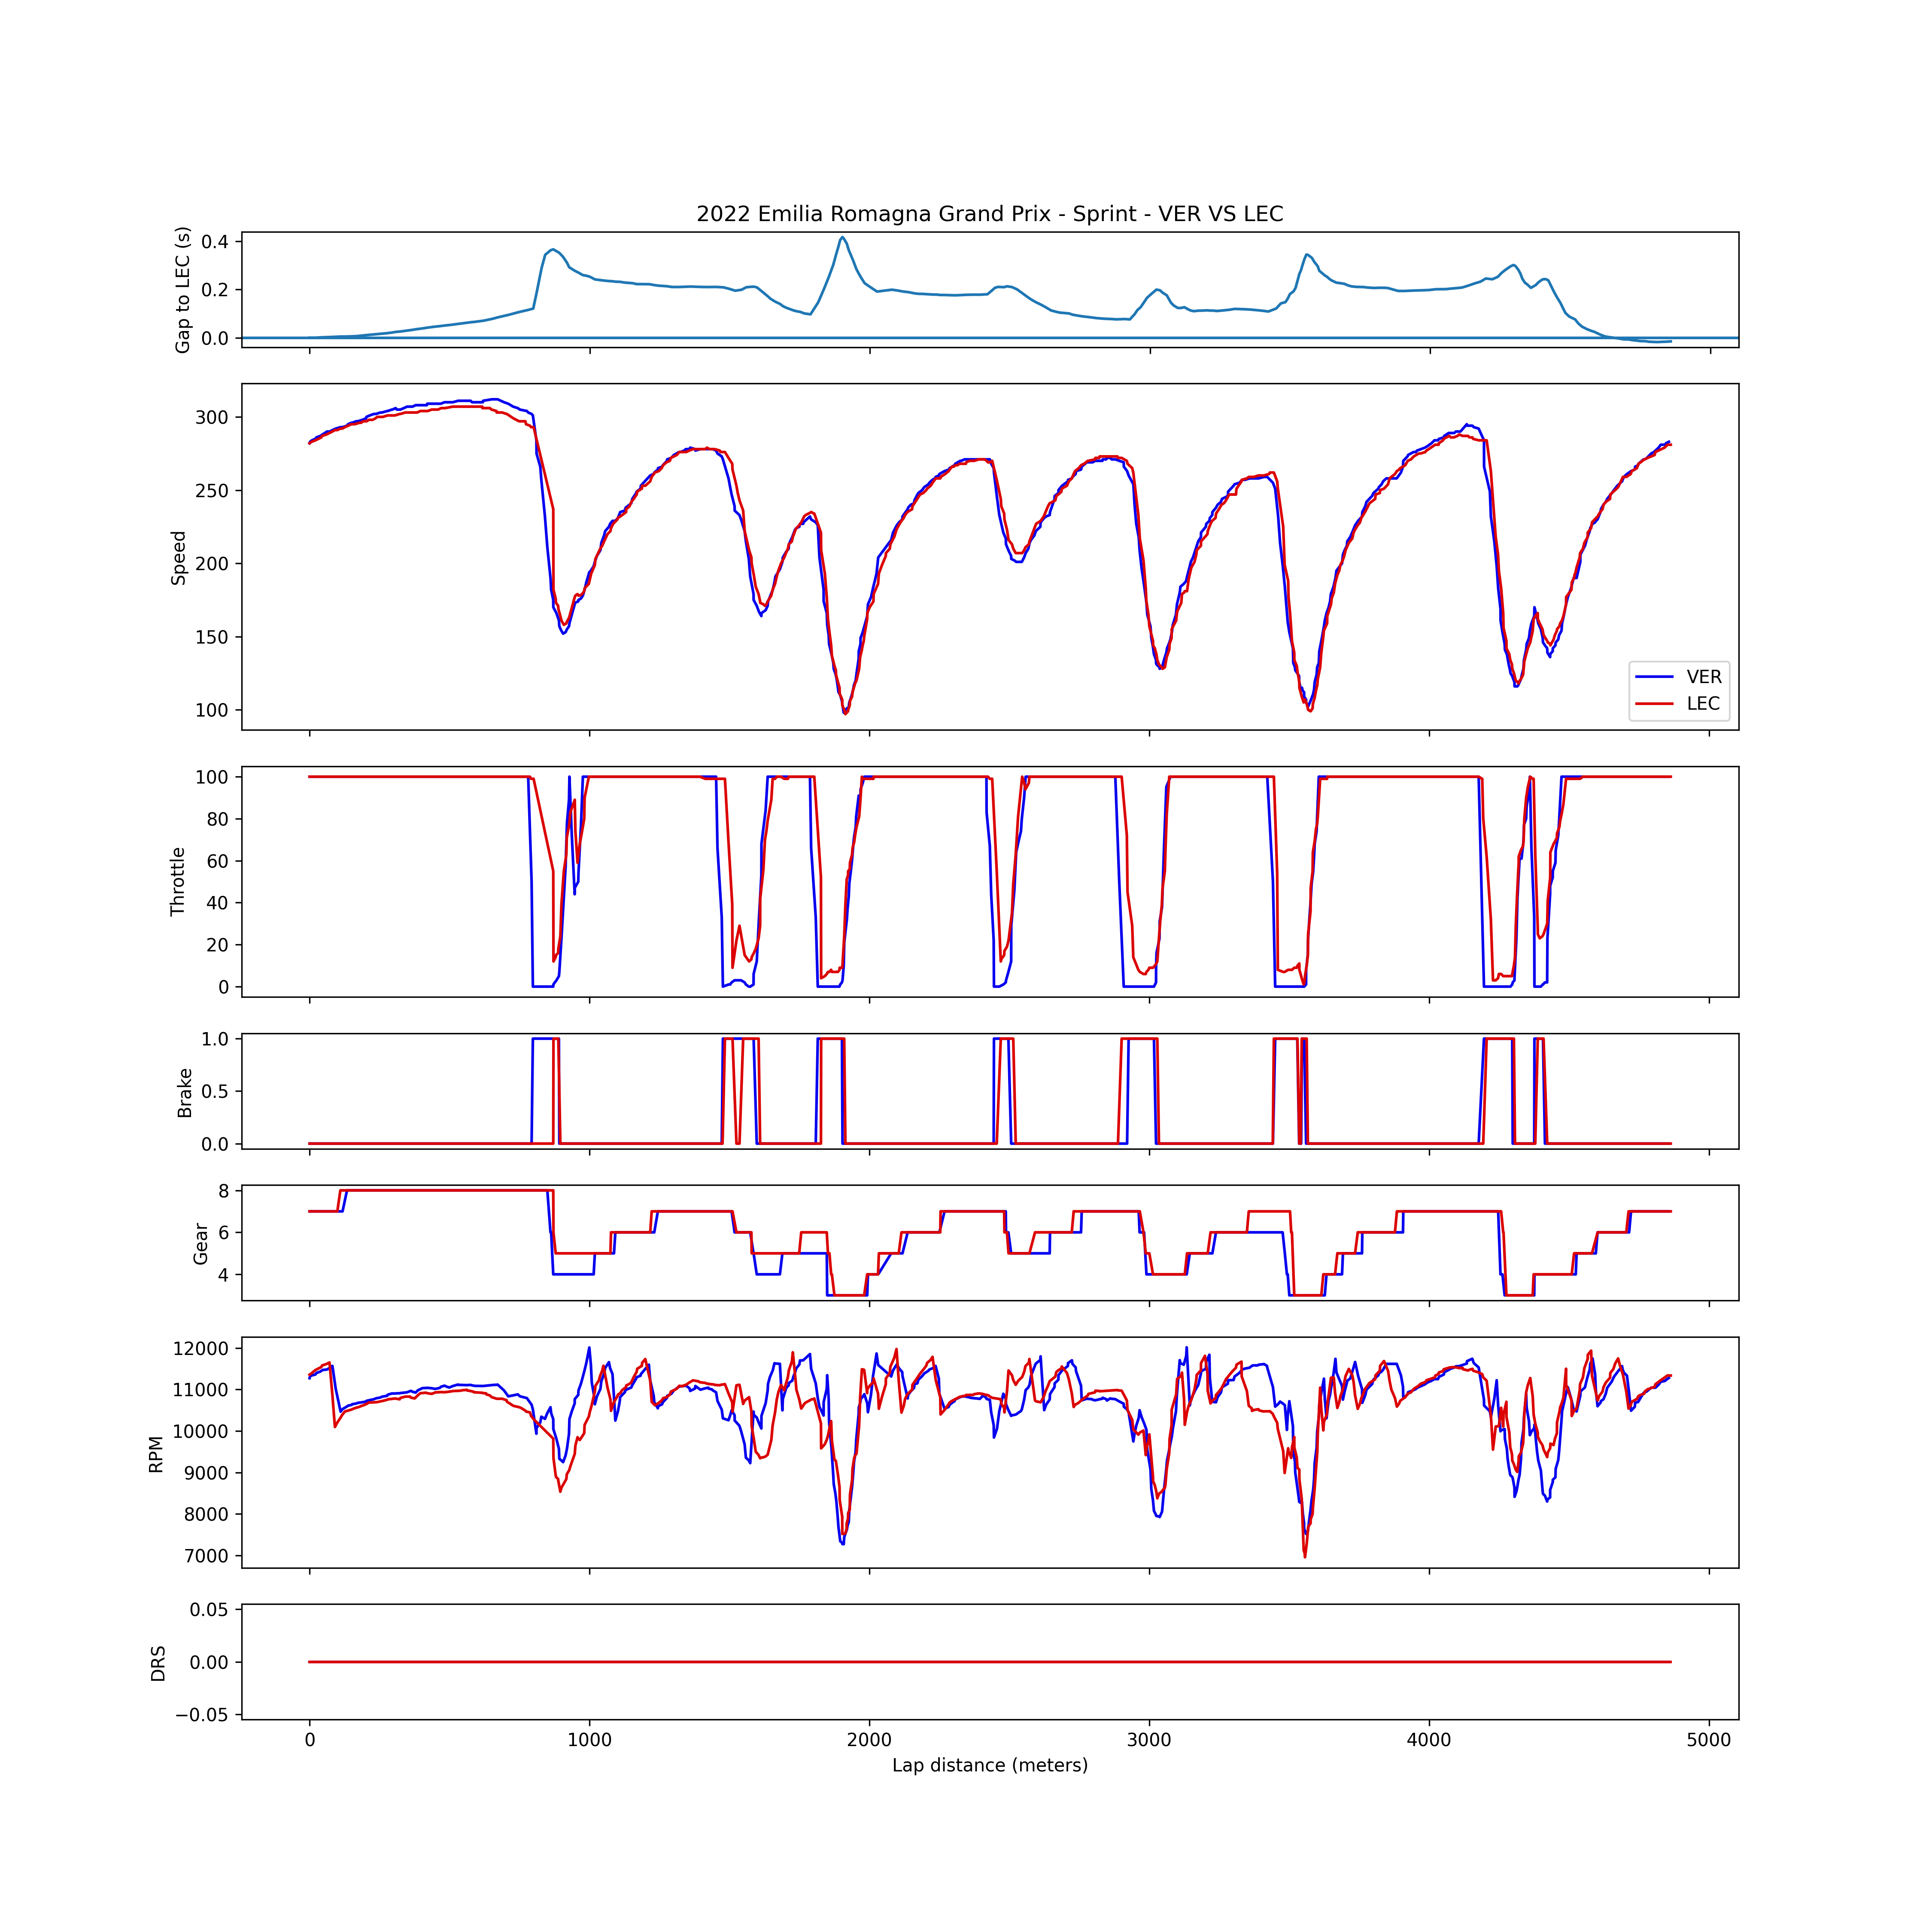 2022 Emilia Romagna Grand Prix - Sprint - VER VS LEC
Gap to LEC (s)
0.4
0.2
0.0
Speed
300
250
200
150
100
VER
LEC
Throttle
100
80
60
40
20
0
Brake
1.0
0.5
0.0
Gear
8
6
4
RPM
12000
11000
10000
9000
8000
7000
DRS
0.05
0.00
−0.05
0 1000 2000 3000 4000 5000
Lap distance (meters)